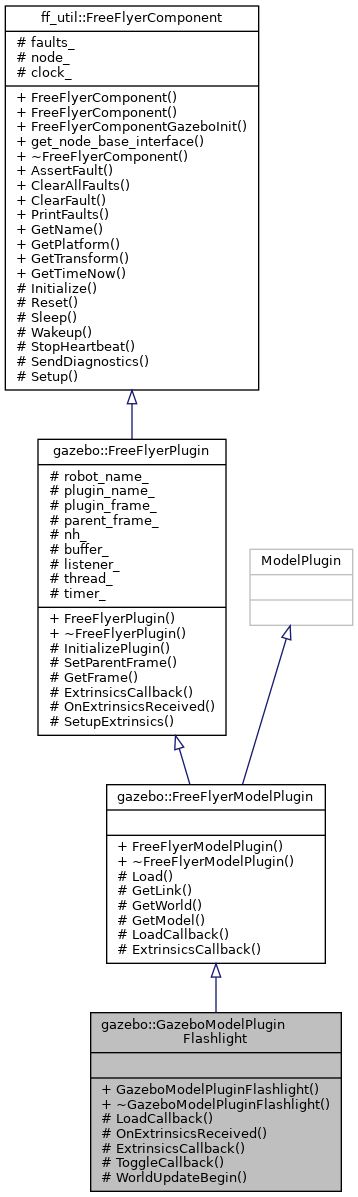 ff_util::FreeFlyerComponent
# faults_
# node_
# clock_
+ FreeFlyerComponent()
+ FreeFlyerComponent()
+ FreeFlyerComponentGazeboInit()
+ get_node_base_interface()
+ ~FreeFlyerComponent()
+ AssertFault()
+ ClearAllFaults()
+ ClearFault()
+ PrintFaults()
+ GetName()
+ GetPlatform()
+ GetTransform()
+ GetTimeNow()
# Initialize()
# Reset()
# Sleep()
# Wakeup()
# StopHeartbeat()
# SendDiagnostics()
# Setup()
gazebo::FreeFlyerPlugin
# robot_name_
# plugin_name_
# plugin_frame_
# parent_frame_
# nh_
# buffer_
# listener_
# thread_
# timer_
+ FreeFlyerPlugin()
+ ~FreeFlyerPlugin()
# InitializePlugin()
# SetParentFrame()
# GetFrame()
# ExtrinsicsCallback()
# OnExtrinsicsReceived()
# SetupExtrinsics()
ModelPlugin
gazebo::FreeFlyerModelPlugin
+ FreeFlyerModelPlugin()
+ ~FreeFlyerModelPlugin()
# Load()
# GetLink()
# GetWorld()
# GetModel()
# LoadCallback()
# ExtrinsicsCallback()
gazebo::GazeboModelPlugin
Flashlight
+ GazeboModelPluginFlashlight()
+ ~GazeboModelPluginFlashlight()
# LoadCallback()
# OnExtrinsicsReceived()
# ExtrinsicsCallback()
# ToggleCallback()
# WorldUpdateBegin()